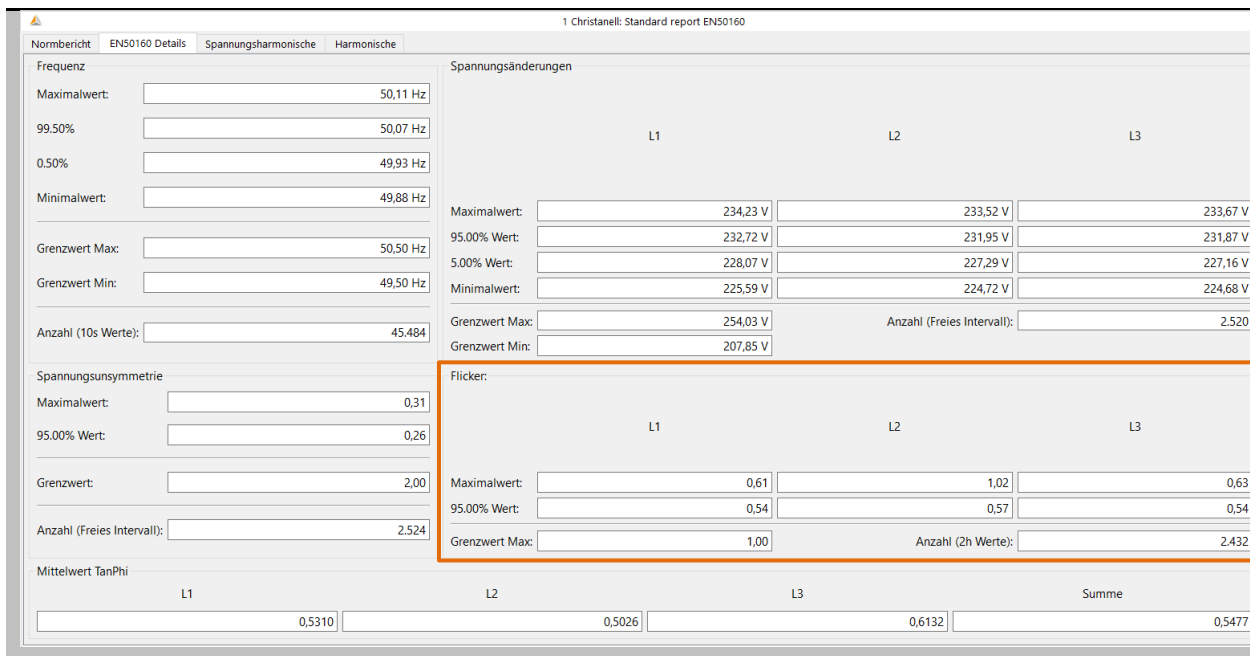 1 Christanell: Standard report EN50160
Normbericht EN50160 Details Spannungsharmonische Harmonische
Frequenz
Maximalwert: 50,11 Hz
99.50% 50,07 Hz
0.50% 49,93 Hz
Minimalwert: 49,88 Hz
Grenzwert Max: 50,50 Hz
Grenzwert Min: 49,50 Hz
Anzahl (10s Werte): 45.484
Spannungsänderungen
L1 L2 L3
Maximalwert: 234,23 V 233,52 V 233,67 V
95.00% Wert: 232,72 V 231,95 V 231,87 V
5.00% Wert: 228,07 V 227,29 V 227,16 V
Minimalwert: 225,59 V 224,72 V 224,68 V
Grenzwert Max: 254,03 V Anzahl (Freies Intervall): 2.520
Grenzwert Min: 207,85 V
Spannungsunsymmetrie
Maximalwert: 0,31
95.00% Wert: 0,26
Grenzwert: 2,00
Anzahl (Freies Intervall): 2.524
Flicker:
L1 L2 L3
Maximalwert: 0,61 1,02 0,63
95.00% Wert: 0,54 0,57 0,54
Grenzwert Max: 1,00 Anzahl (2h Werte): 2.432
Mittelwert TanPhi
L1 L2 L3 Summe
0,5310 0,5026 0,6132 0,5477